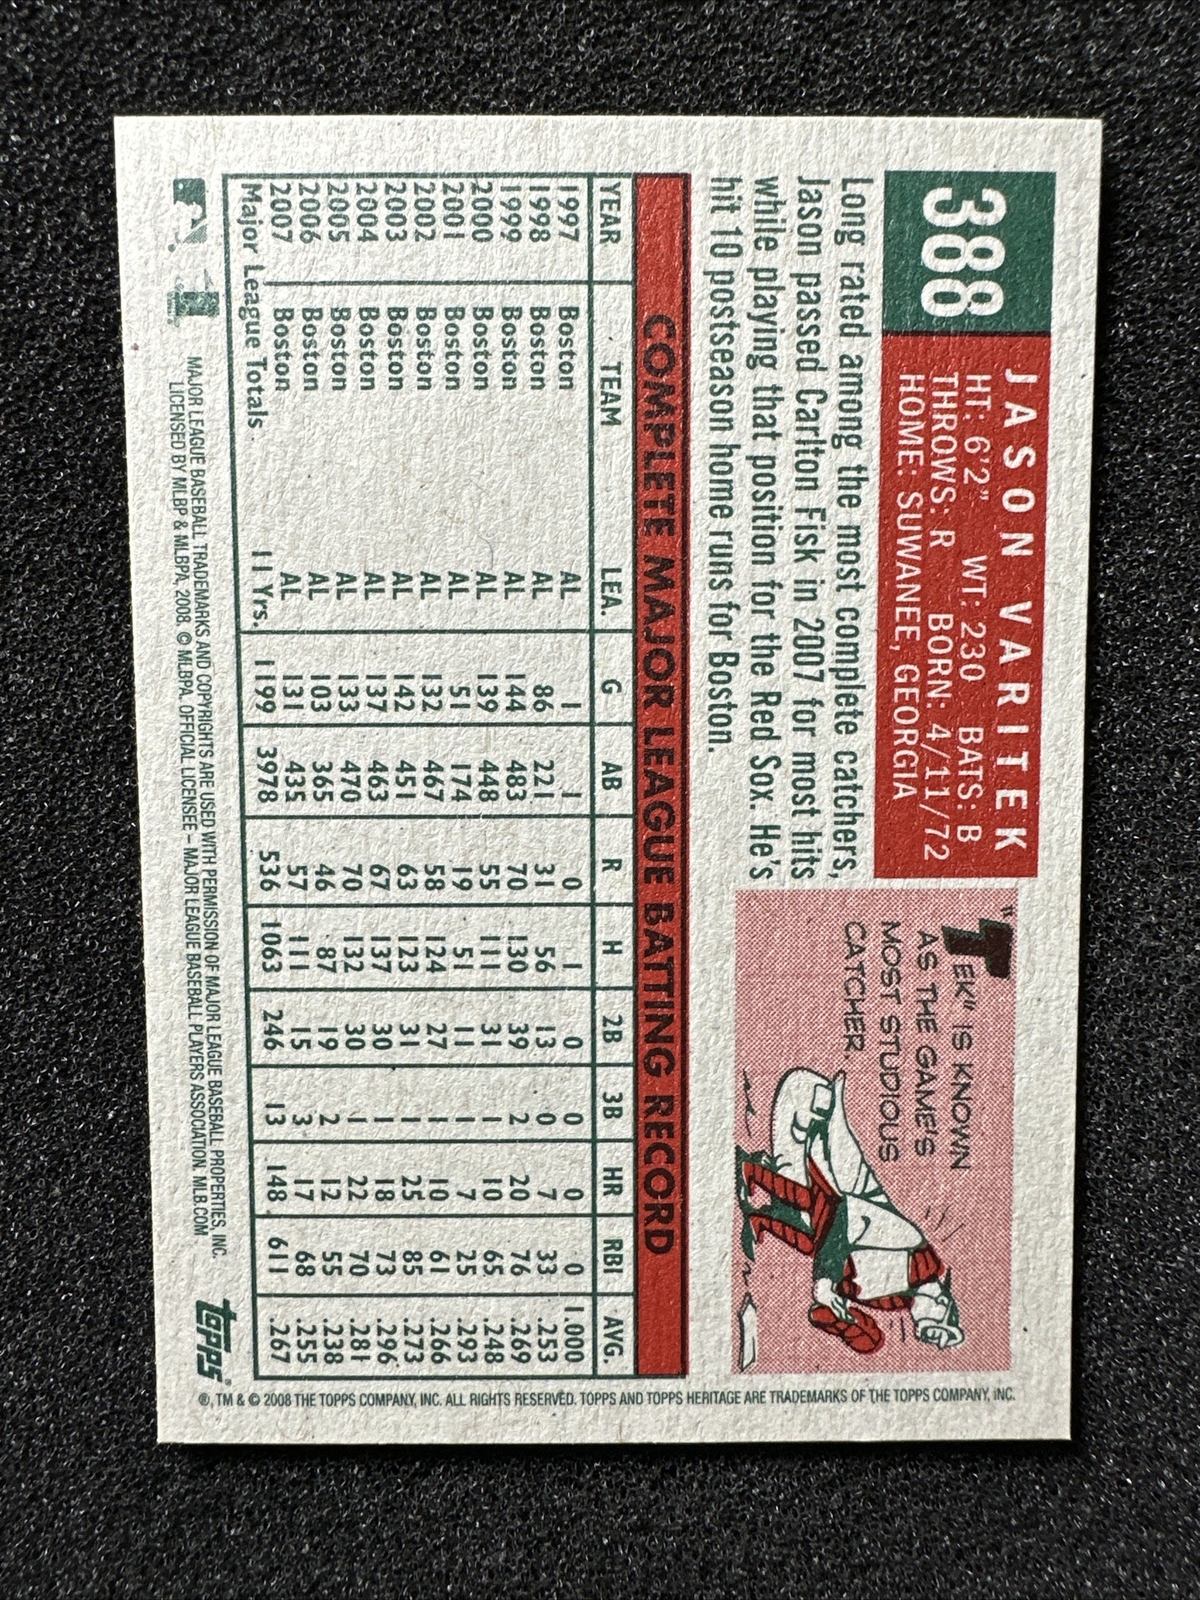 388
JASON VARITEK
HT: 6'2" WT: 230 BATS: B
THROWS: R BORN: 4/11/72
HOME: SUWANEE, GEORGIA
Long rated among the most complete catchers,
Jason passed Carlton Fisk in 2007 for most hits
while playing that position for the Red Sox. He's
hit 10 postseason home runs for Boston.
"TEK" IS KNOWN
AS THE GAME'S
MOST STUDIOUS
CATCHER.
COMPLETE MAJOR LEAGUE BATTING RECORD
YEAR TEAM LEA. G AB R H 2B 3B HR RBI AVG.
1997 Boston AL 1 1 0 1 0 0 0 0 1.000
1998 Boston AL 86 221 31 56 13 0 7 33 .253
1999 Boston AL 144 483 70 130 39 2 20 76 .269
2000 Boston AL 139 448 55 111 31 1 10 65 .248
2001 Boston AL 51 174 19 51 11 1 7 25 .293
2002 Boston AL 132 467 58 124 27 1 10 61 .266
2003 Boston AL 142 451 63 123 31 1 25 85 .273
2004 Boston AL 137 463 67 137 30 1 18 73 .296
2005 Boston AL 133 470 70 132 30 1 22 70 .281
2006 Boston AL 103 365 46 87 19 2 12 55 .238
2007 Boston AL 131 435 57 111 15 3 17 68 .255
Major League Totals 11 Yrs. 1199 3978 536 1063 246 13 148 611 .267
MAJOR LEAGUE BASEBALL TRADEMARKS AND COPYRIGHTS ARE USED WITH PERMISSION OF MAJOR LEAGUE BASEBALL PROPERTIES, INC.
LICENSED BY MLBP & MLBPA, 2008. © MLBPA. OFFICIAL LICENSEE – MAJOR LEAGUE BASEBALL PLAYERS ASSOCIATION. MLB.COM
topps®
®, TM & © 2008 THE TOPPS COMPANY, INC. ALL RIGHTS RESERVED. TOPPS AND TOPPS HERITAGE ARE TRADEMARKS OF THE TOPPS COMPANY, INC.